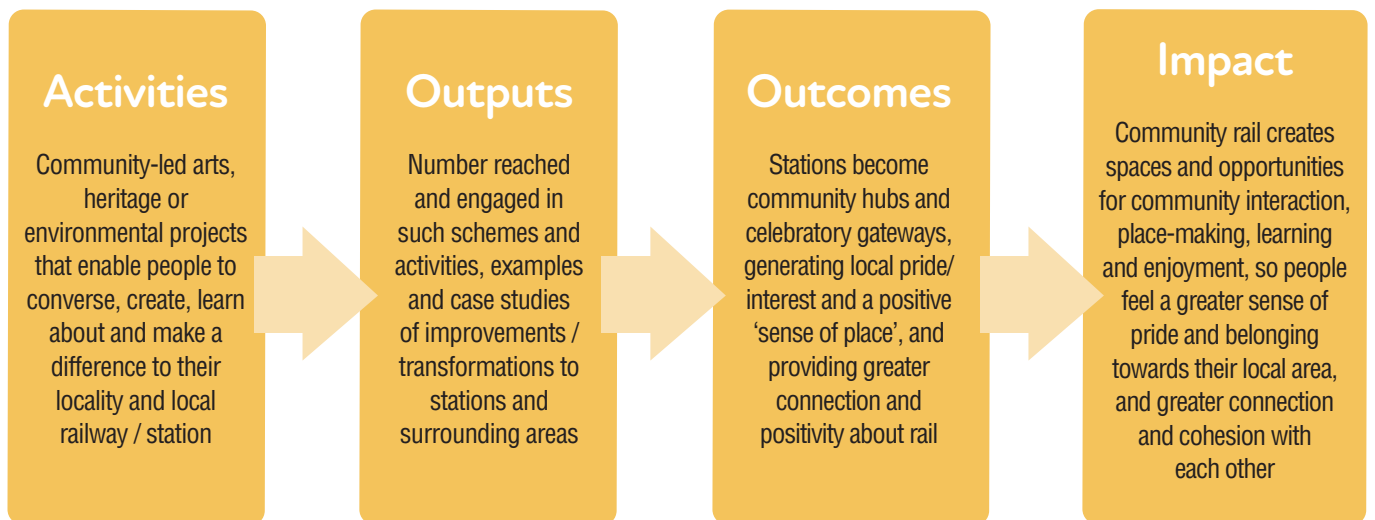 Activities
Community-led arts,
heritage or
environmental projects
that enable people to
converse, create, learn
about and make a
difference to their
locality and local
railway / station
Outputs
Number reached
and engaged in
such schemes and
activities, examples
and case studies
of improvements /
transformations to
stations and
surrounding areas
Outcomes
Stations become
community hubs and
celebratory gateways,
generating local pride/
interest and a positive
‘sense of place’, and
providing greater
connection and
positivity about rail
Impact
Community rail creates
spaces and opportunities
for community interaction,
place-making, learning
and enjoyment, so people
feel a greater sense of
pride and belonging
towards their local area,
and greater connection
and cohesion with
each other